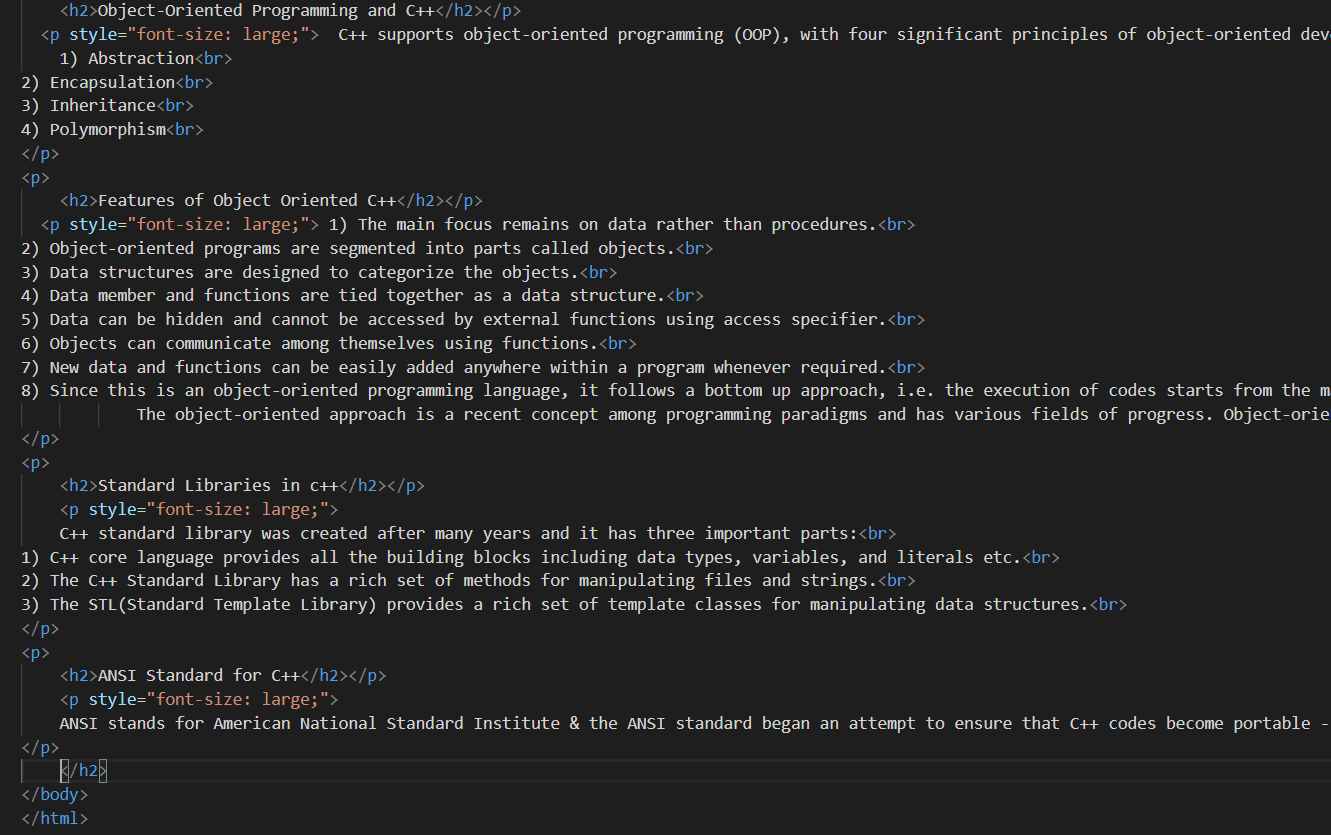 <h2>Object-Oriented Programming and C++</h2></p>
<p style="font-size: large;">  C++ supports object-oriented programming (OOP), with four significant principles of object-oriented
1) Abstraction<br>
2) Encapsulation<br>
3) Inheritance<br>
4) Polymorphism<br>
</p>
<p>
<h2>Features of Object Oriented C++</h2></p>
<p style="font-size: large;"> 1) The main focus remains on data rather than procedures.<br>
2) Object-oriented programs are segmented into parts called objects.<br>
3) Data structures are designed to categorize the objects.<br>
4) Data member and functions are tied together as a data structure.<br>
5) Data can be hidden and cannot be accessed by external functions using access specifier.<br>
6) Objects can communicate among themselves using functions.<br>
7) New data and functions can be easily added anywhere within a program whenever required.<br>
8) Since this is an object-oriented programming language, it follows a bottom up approach, i.e. the execution of codes starts from the
The object-oriented approach is a recent concept among programming paradigms and has various fields of progress.
</p>
<p>
<h2>Standard Libraries in c++</h2></p>
<p style="font-size: large;">
C++ standard library was created after many years and it has three important parts:<br>
1) C++ core language provides all the building blocks including data types, variables, and literals etc.<br>
2) The C++ Standard Library has a rich set of methods for manipulating files and strings.<br>
3) The STL(Standard Template Library) provides a rich set of template classes for manipulating data structures.<br>
</p>
<p>
<h2>ANSI Standard for C++</h2></p>
<p style="font-size: large;">
ANSI stands for American National Standard Institute & the ANSI standard began an attempt to ensure that C++ codes become portable -
</p>
</h2>
</body>
</html>